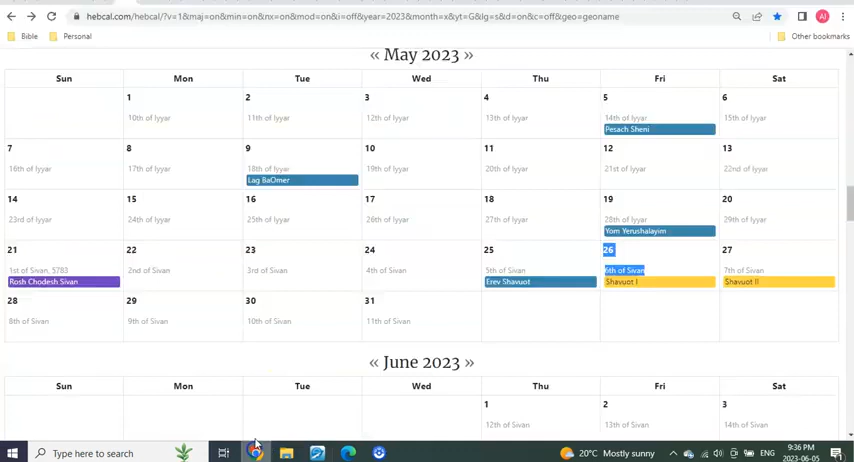 hebcal.com/hebcal/?v=1&maj=on&min=on&nx=on&mod=on&i=off&year=2023&month=x&yt=G&lg=s&d=on&c=off&geo=geoname
AI
Bible Personal Other bookmarks
« May 2023 »
Sun Mon Tue Wed Thu Fri Sat
1 2 3 4 5 6
10th of Iyyar 11th of Iyyar 12th of Iyyar 13th of Iyyar 14th of Iyyar 15th of Iyyar
Pesach Sheni
7 8 9 10 11 12 13
16th of Iyyar 17th of Iyyar 18th of Iyyar 19th of Iyyar 20th of Iyyar 21st of Iyyar 22nd of Iyyar
Lag BaOmer
14 15 16 17 18 19 20
23rd of Iyyar 24th of Iyyar 25th of Iyyar 26th of Iyyar 27th of Iyyar 28th of Iyyar 29th of Iyyar
Yom Yerushalayim
21 22 23 24 25 26 27
1st of Sivan, 5783 2nd of Sivan 3rd of Sivan 4th of Sivan 5th of Sivan 6th of Sivan 7th of Sivan
Rosh Chodesh Sivan Erev Shavuot Shavuot I Shavuot II
28 29 30 31
8th of Sivan 9th of Sivan 10th of Sivan 11th of Sivan
« June 2023 »
Sun Mon Tue Wed Thu Fri Sat
1 2 3
12th of Sivan 13th of Sivan 14th of Sivan
Type here to search 20°C Mostly sunny ENG 9:36 PM
2023-06-05